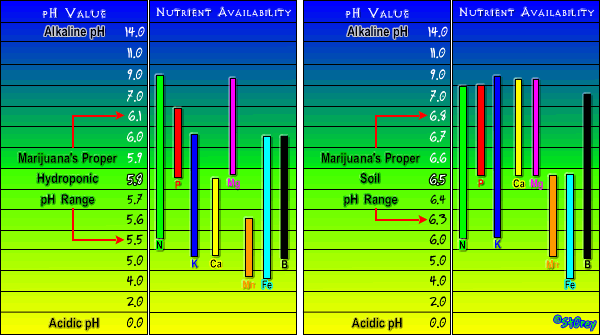 pH Value Nutrient Availability
Alkaline pH 14.0
11.0
9.0
7.0
6.1
6.0
Marijuana's Proper 5.9
Hydroponic 5.8
pH Range 5.7
5.6
5.5
5.0
4.0
2.0
Acidic pH 0.0
N P K Ca Mg Mn Fe B
pH Value Nutrient Availability
Alkaline pH 14.0
11.0
9.0
7.0
6.8
6.7
Marijuana's Proper 6.6
Soil 6.5
pH Range 6.4
6.3
6.0
5.0
4.0
2.0
Acidic pH 0.0
N P K Ca Mg Mn Fe B